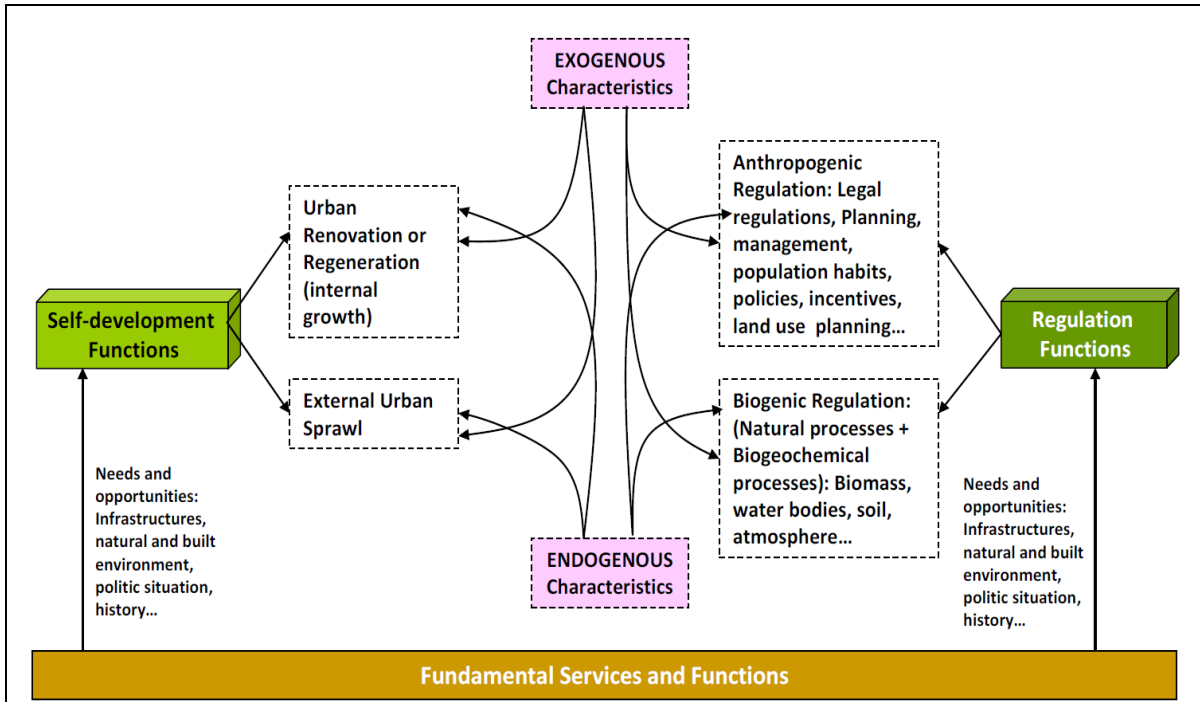 EXOGENOUS
Characteristics
Urban
Renovation or
Regeneration
(internal
growth)
Anthropogenic
Regulation: Legal
regulations, Planning,
management,
population habits,
policies, incentives,
land use planning…
Self-development
Functions
Regulation
Functions
External Urban
Sprawl
Biogenic Regulation:
(Natural processes +
Biogeochemical
processes): Biomass,
water bodies, soil,
atmosphere…
Needs and
opportunities:
Infrastructures,
natural and built
environment,
politic situation,
history…
Needs and
opportunities:
Infrastructures,
natural and built
environment,
politic situation,
history…
ENDOGENOUS
Characteristics
Fundamental Services and Functions